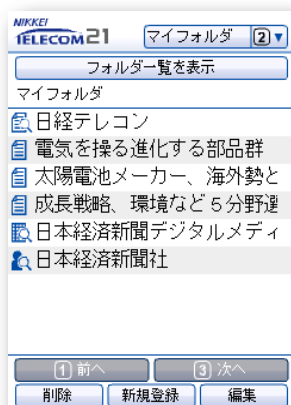 NIKKEI
TELECOM21
マイフォルダ 2▼
フォルダ一覧を表示
マイフォルダ
日経テレコン
電気を操る進化する部品群
太陽電池メーカー、海外勢と
成長戦略、環境など5分野選
日本経済新聞デジタルメディ
日本経済新聞社
1 前へ 3 次へ
削除 新規登録 編集